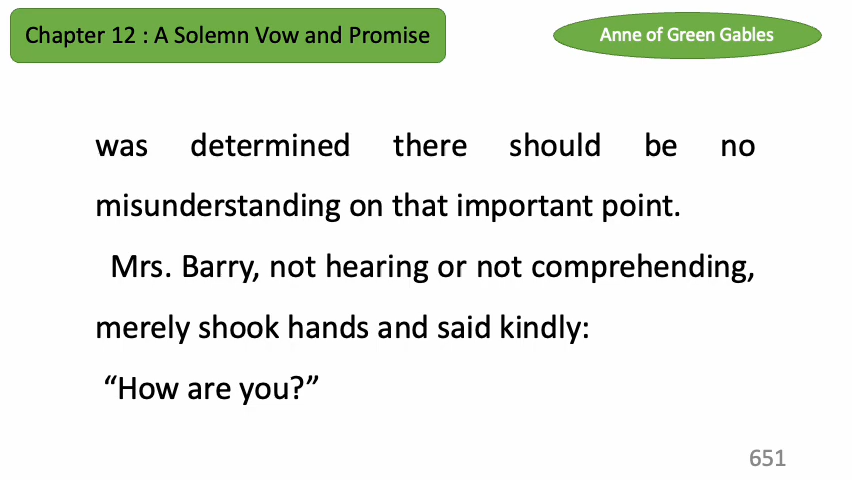 Chapter 12 : A Solemn Vow and Promise
Anne of Green Gables
was determined there should be no
misunderstanding on that important point.
Mrs. Barry, not hearing or not comprehending,
merely shook hands and said kindly:
“How are you?”
651